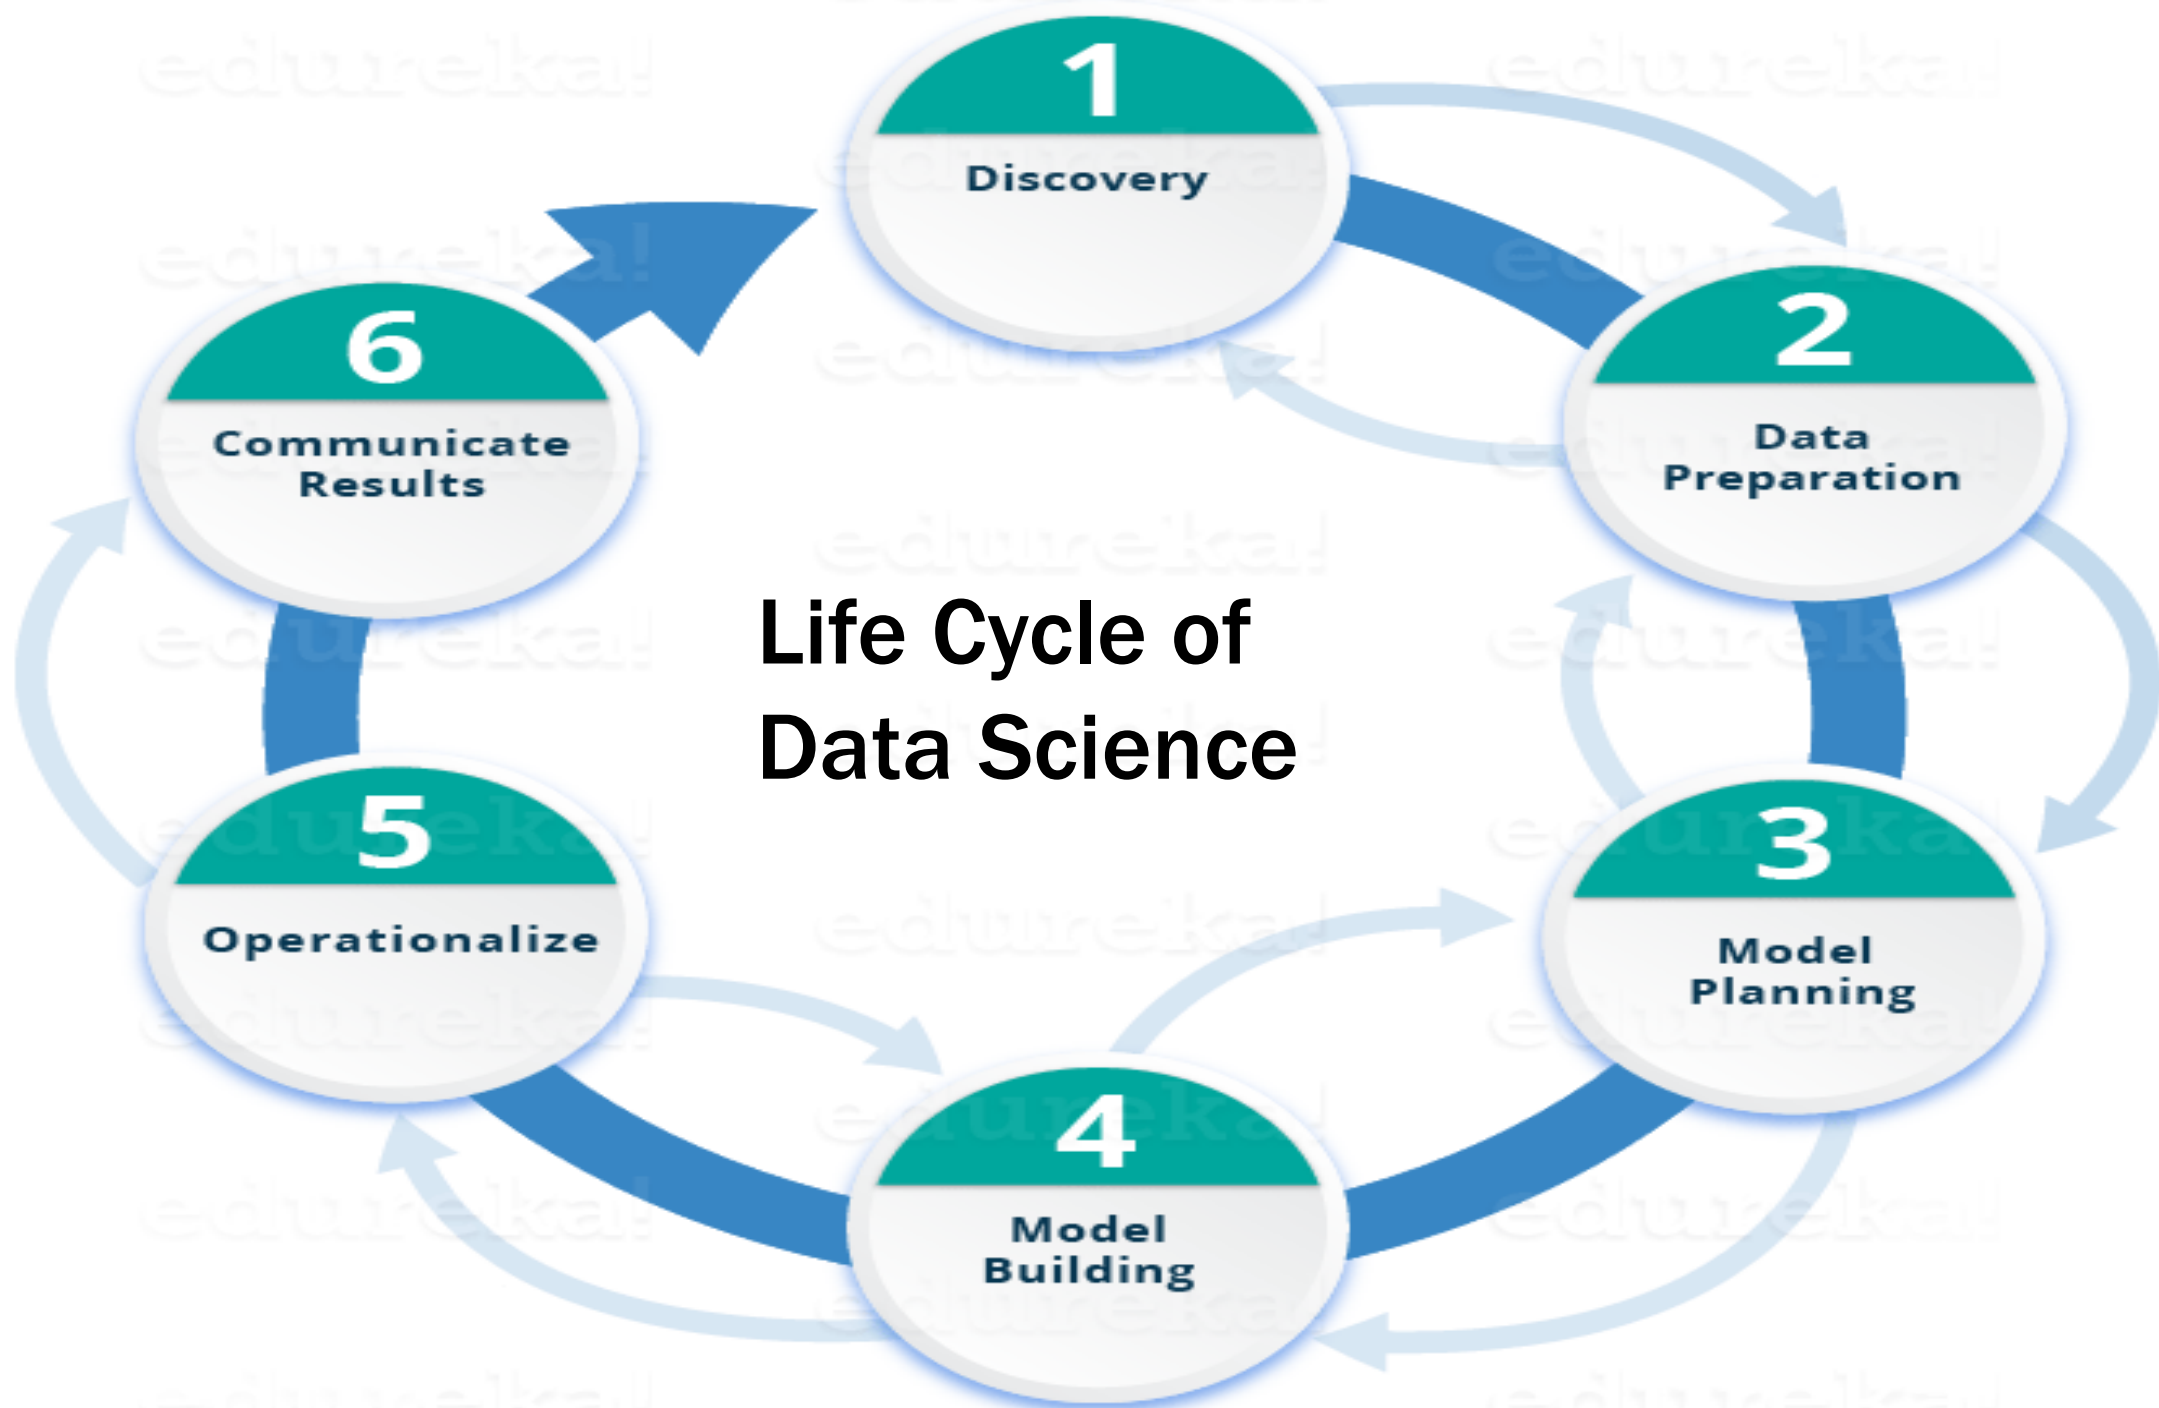 1
Discovery
2
Data
Preparation
3
Model
Planning
4
Model
Building
5
Operationalize
6
Communicate
Results
Life Cycle of
Data Science
edureka!